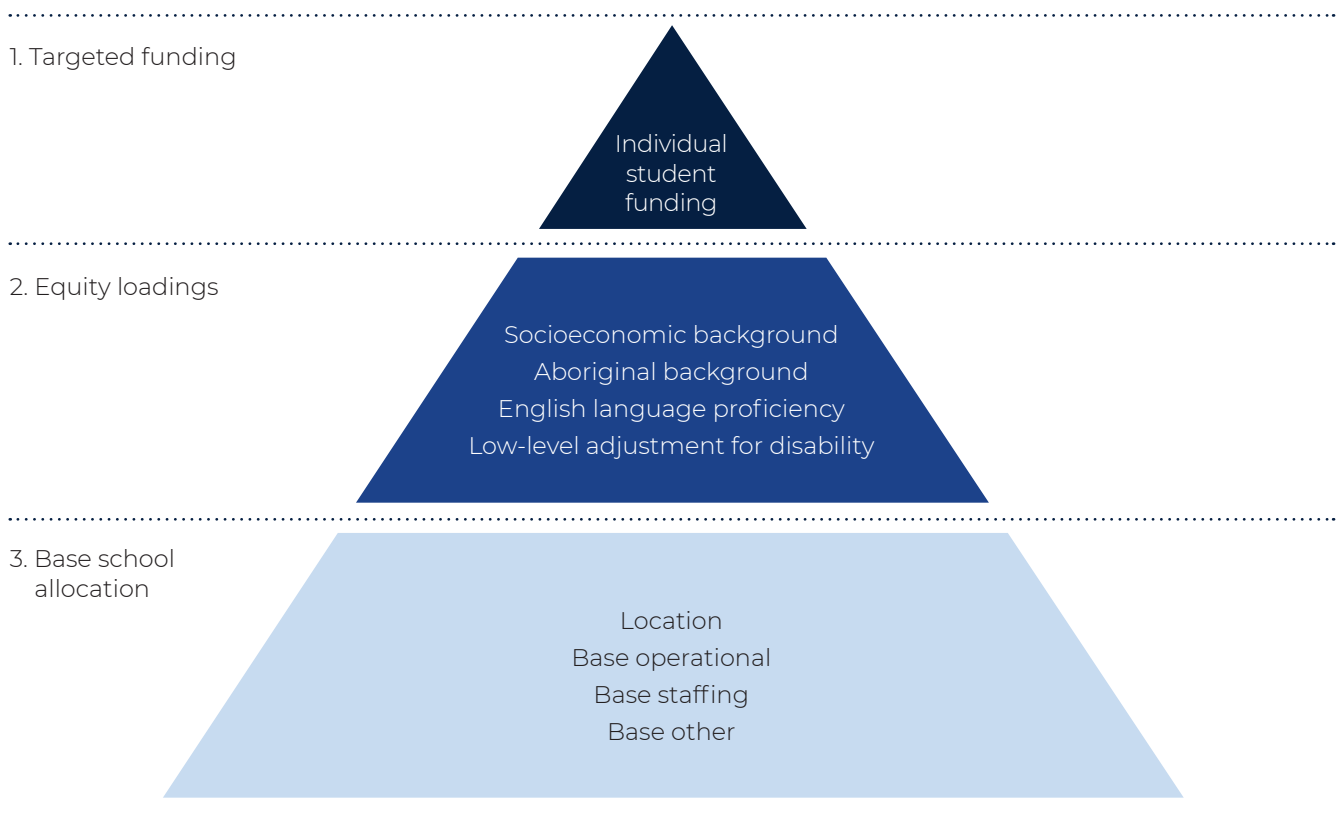 1. Targeted funding
Individual
student
funding
2. Equity loadings
Socioeconomic background
Aboriginal background
English language proficiency
Low-level adjustment for disability
3. Base school
allocation
Location
Base operational
Base staffing
Base other